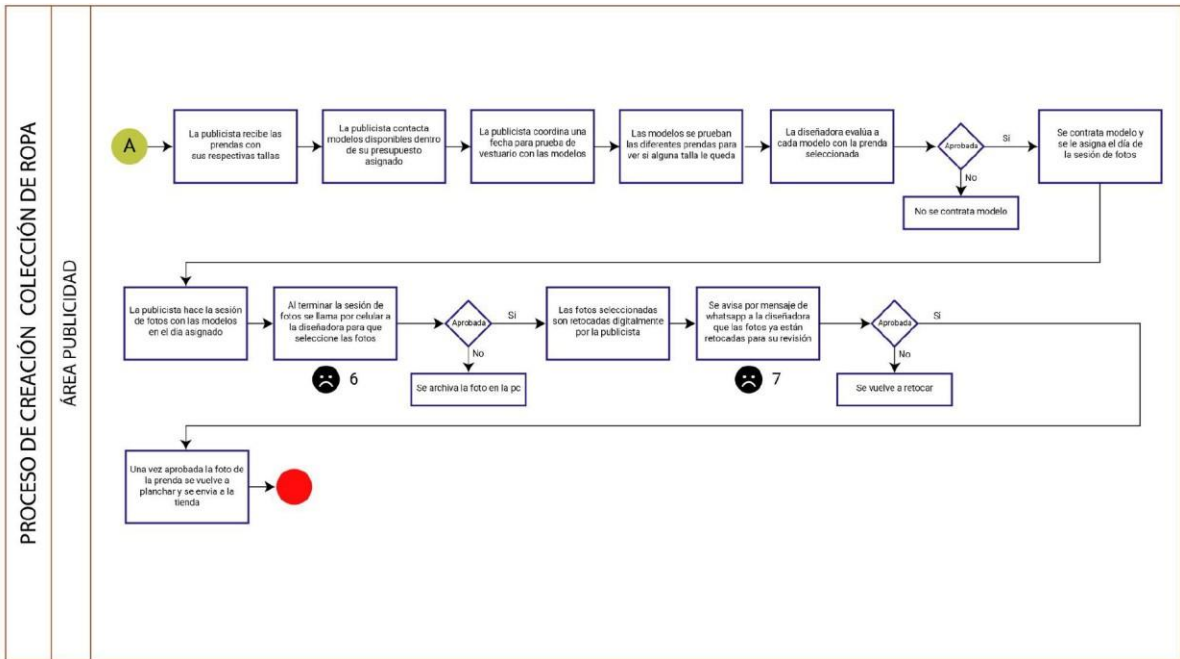 PROCESO DE CREACIÓN COLECCIÓN DE ROPA
ÁREA PUBLICIDAD
A
La publicista recibe las
prendas con
sus respectivas tallas
La publicista contacta
modelos disponibles dentro
de su presupuesto
asignado
La publicista coordina una
fecha para prueba de
vestuario con las modelos
Las modelos se prueban
las diferentes prendas para
ver si alguna talla le queda
La diseñadora evalúa a
cada modelo con la prenda
seleccionada
Aprobada
Si
No
No se contrata modelo
Se contrata modelo y
se le asigna el día de
la sesión de fotos
La publicista hace la sesión
de fotos con las modelos
en el día asignado
Al terminar la sesión de
fotos se llama por celular a
la diseñadora para que
seleccione las fotos
6
Aprobada
Si
No
Se archiva la foto en la pc
Las fotos seleccionadas
son retocadas digitalmente
por la publicista
Se avisa por mensaje de
whatsapp a la diseñadora
que las fotos ya están
retocadas para su revisión
7
Aprobada
Si
No
Se vuelve a retocar
Una vez aprobada la foto de
la prenda se vuelve a
planchar y se envia a la
tienda